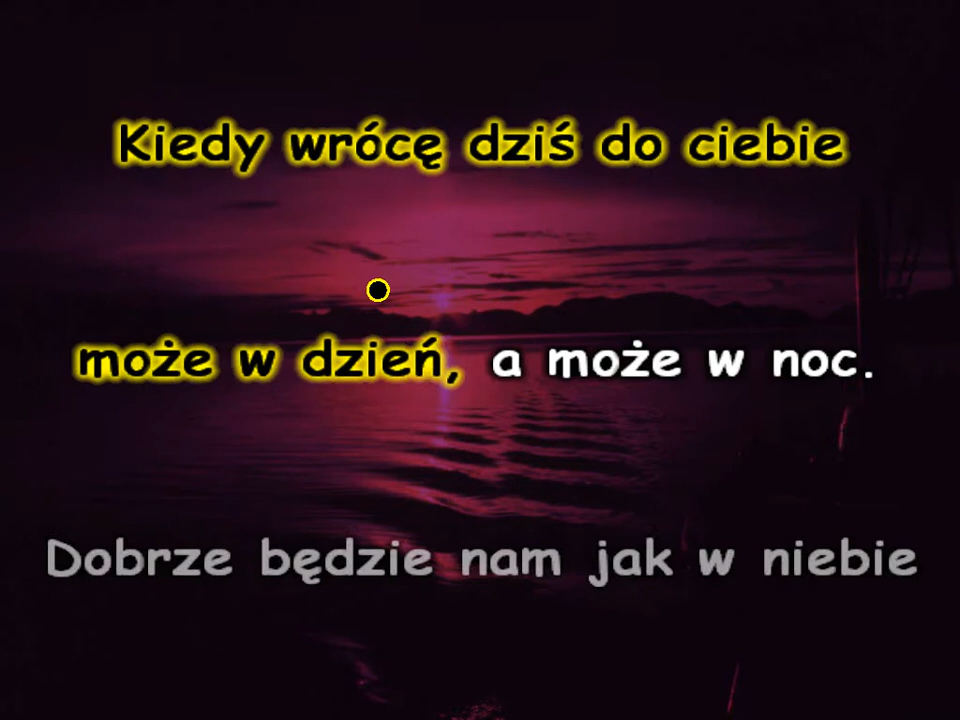 Kiedy wrócę dziś do ciebie
może w dzień, a może w noc.
Dobrze będzie nam jak w niebie